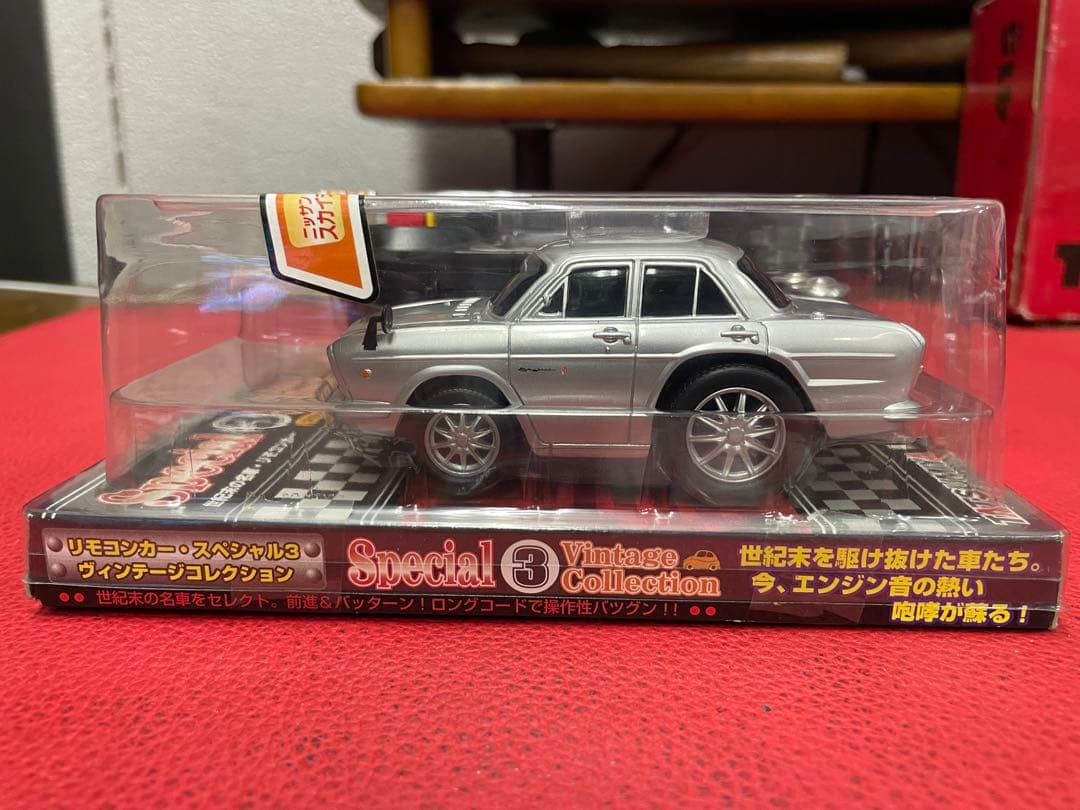 ニッサン
スカイ
Special 3
リモコンカー・スペシャル3
ヴィンテージコレクション
Special 3 Vintage
Collection
世紀末を駆け抜けた車たち。
今、エンジン音の熱い
咆哮が蘇る!
世紀末の名車をセレクト。前進&バッターン!ロングコードで操作性バツグン!!